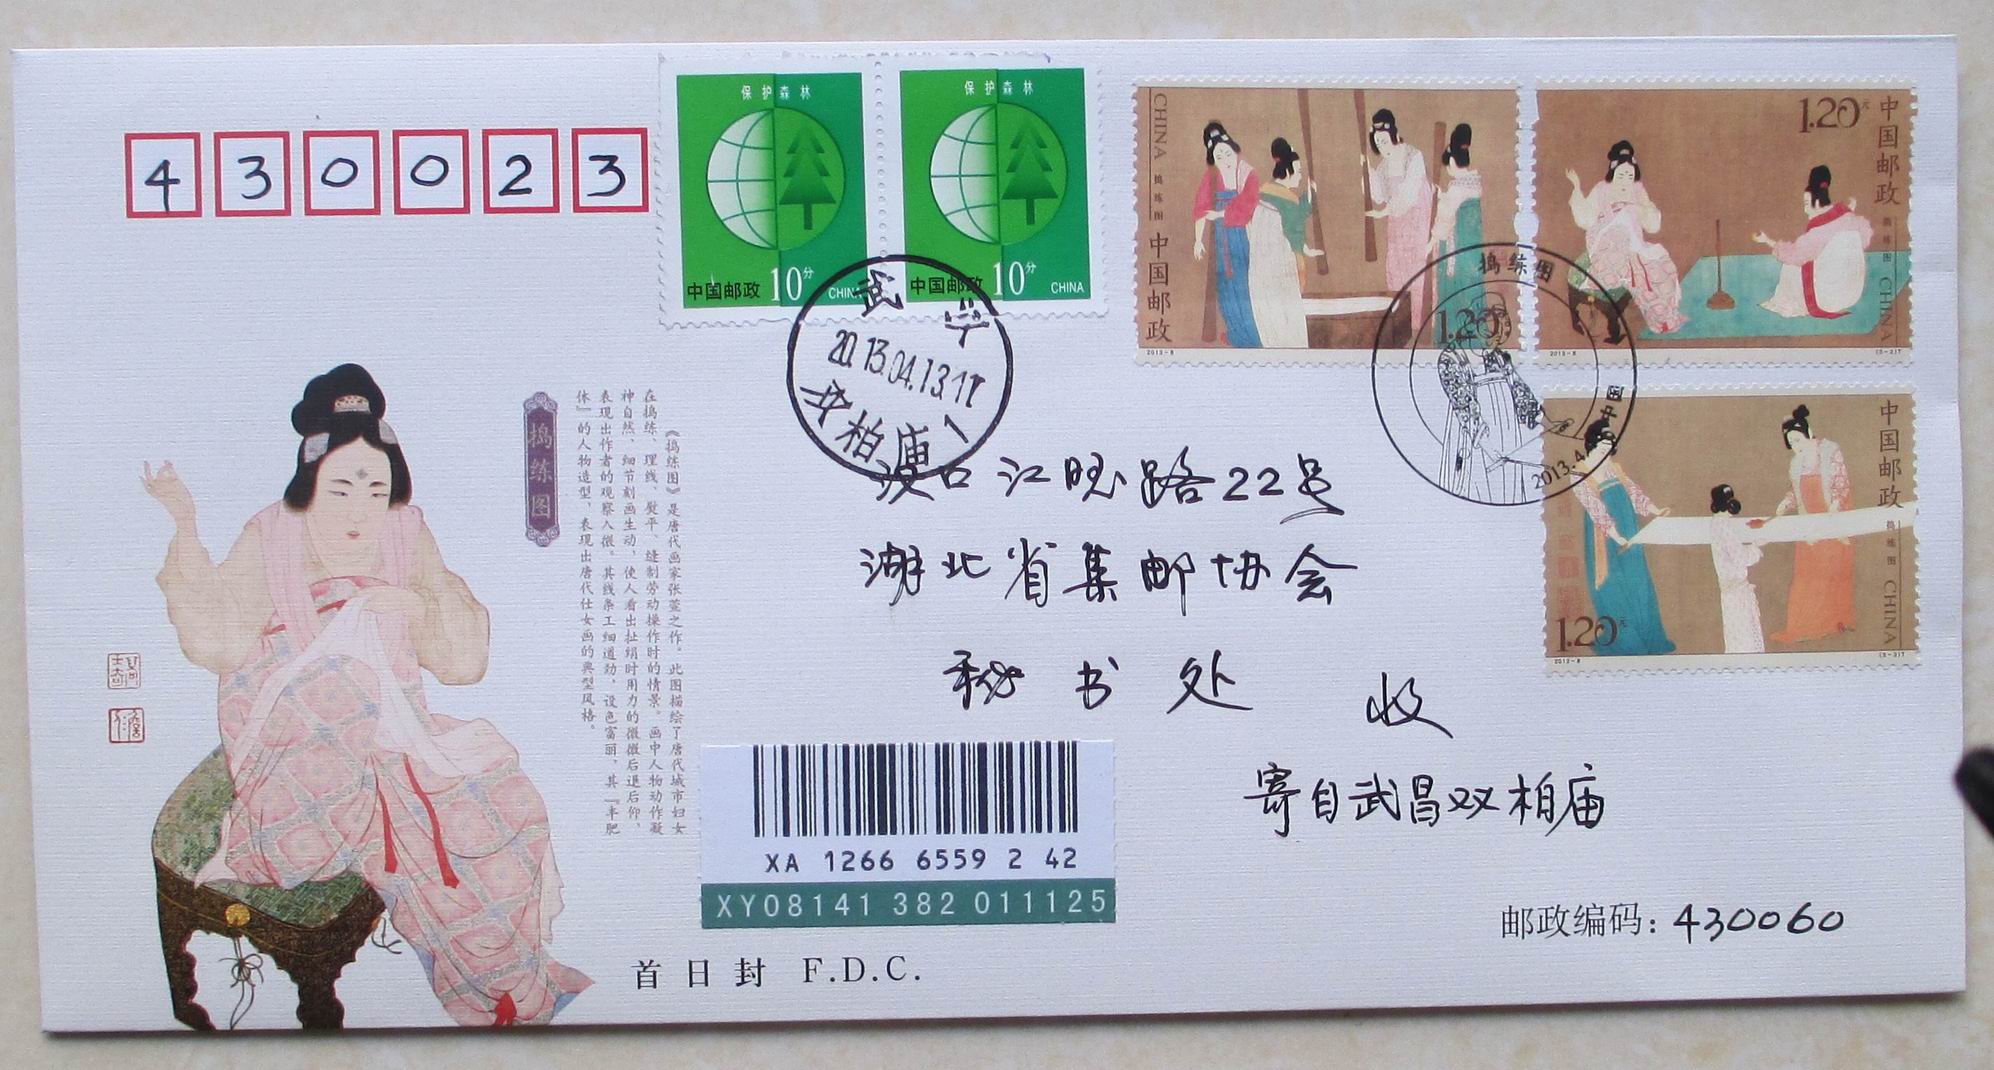 430023
保护森林
中国邮政 10分 CHINA
保护森林
中国邮政 10分 CHINA
CHINA 捣练图 中国邮政
1.20
2013-8
1.20元
中国邮政 捣练图 CHINA
2013-8 (3-2)T
中国邮政 捣练图 CHINA
1.20元
2013-8 (3-3)T
捣练图
中国
武
2013.04.13.17
双柏庙 1
捣练图
《捣练图》是唐代画家张萱之作。此图描绘了唐代城市妇女
在捣练、理线、熨平、缝制劳动操作时的情景。画中人物动作凝
神自然、细节刻画生动，使人看出扯绢时用力的微微后退后仰，
表现出作者的观察入微。其线条工细遒劲，设色富丽，其『丰肥
体』的人物造型，表现出唐代仕女画的典型风格。
口江 路22号
湖北省集邮协会
秘书处 收
寄自武昌双柏庙
XA 1266 6559 2 42
XY08141 382 011125
邮政编码：430060
首日封 F.D.C.